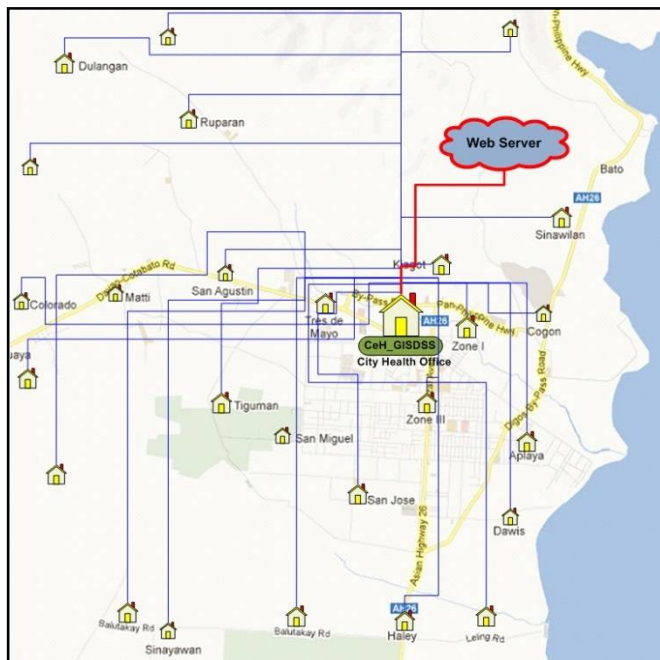 an-Philippine Hwy
Dulangan
Ruparan
Web Server
Bato
AH26
Sinawilan
Kiagot
Davao-Cotabato Rd
San Agustin
Matti
Colorado
By-Pass
Tres de
Mayo
AH26
Pan-Philippine Hwy
Zone I
Cogon
CeH_GISDSS
City Health Office
Digos-By-Pass Road
Tiguman
Zone III
San Miguel
Aplaya
San Jose
Dawis
Asian Highway 26
AH26
Balutakay Rd
Balutakay Rd
Haley
Leling Rd
Sinayawan